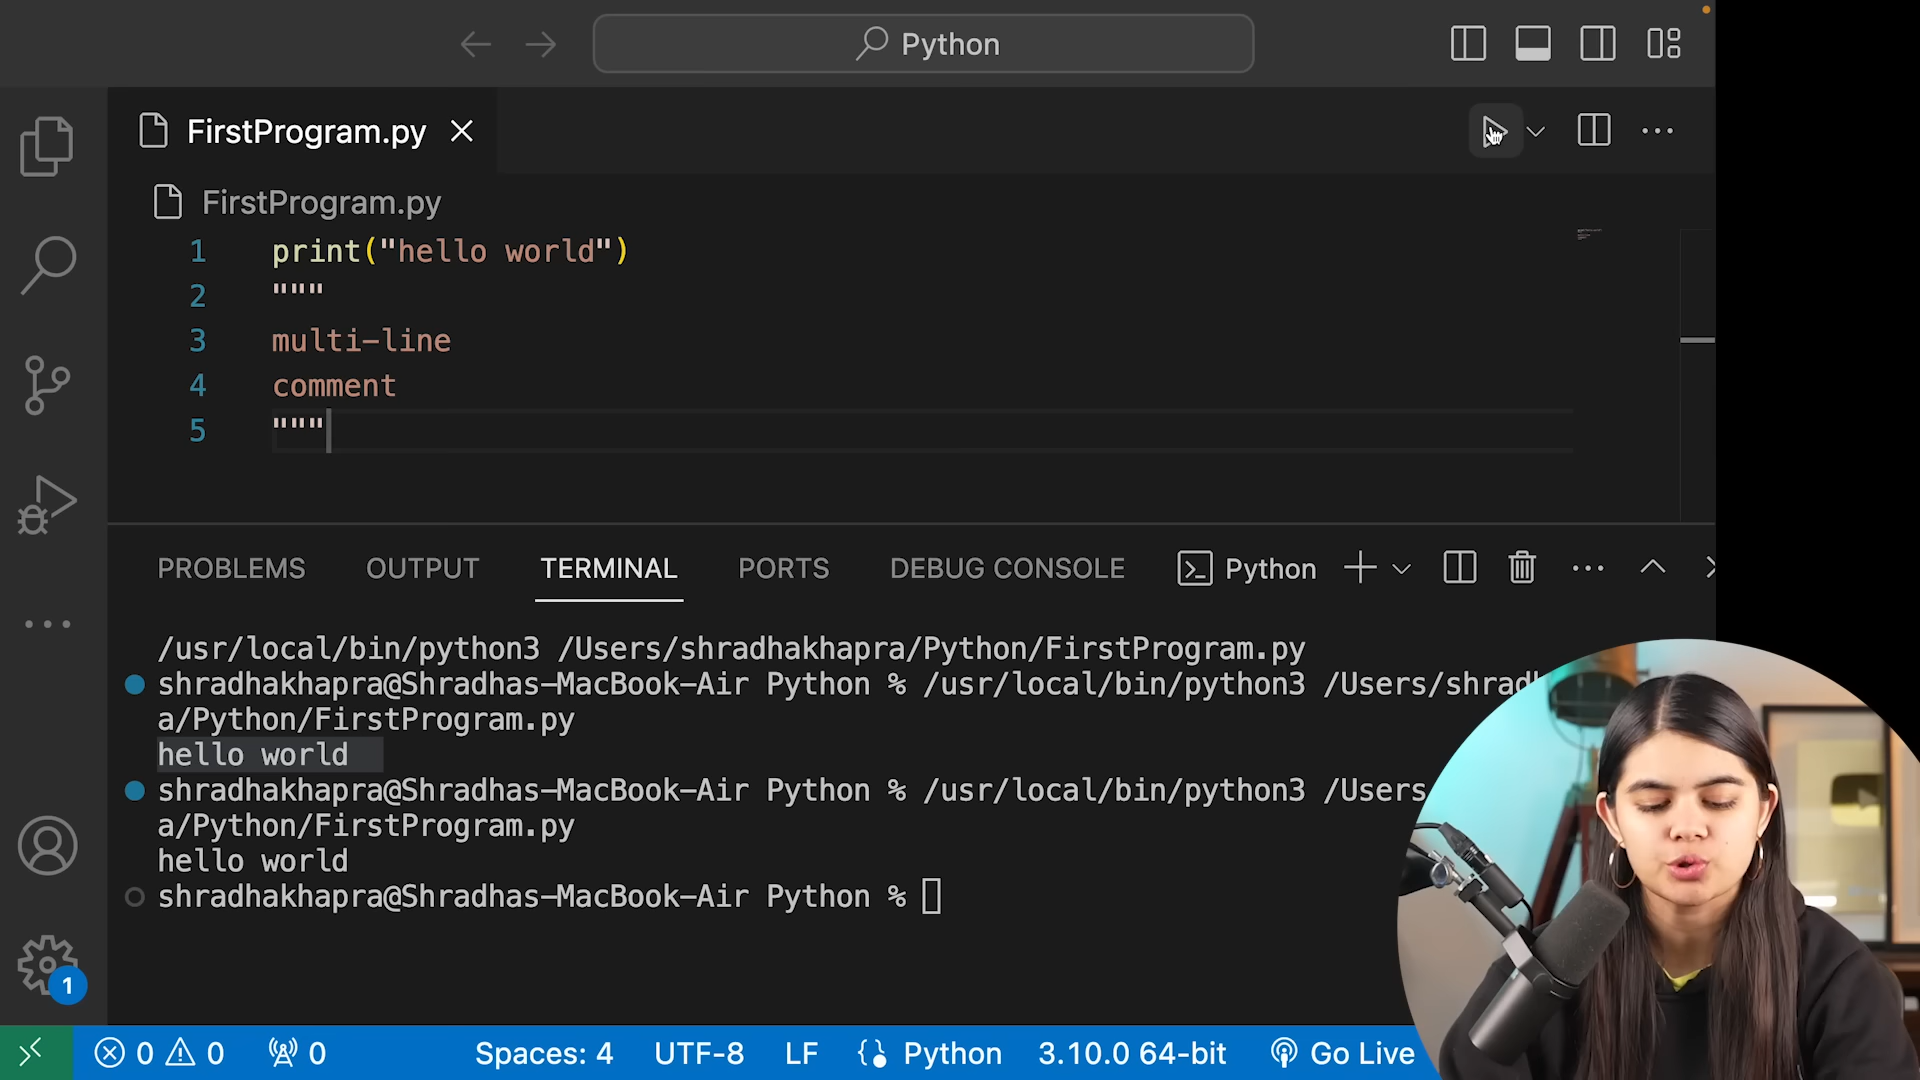 Python
FirstProgram.py
FirstProgram.py
1 print("hello world")
2 """
3 multi-line
4 comment
5 """
PROBLEMS OUTPUT TERMINAL PORTS DEBUG CONSOLE Python
/usr/local/bin/python3 /Users/shradhakhapra/Python/FirstProgram.py
shradhakhapra@Shradhas-MacBook-Air Python % /usr/local/bin/python3 /Users/shradh
a/Python/FirstProgram.py
hello world
shradhakhapra@Shradhas-MacBook-Air Python % /usr/local/bin/python3 /Users
a/Python/FirstProgram.py
hello world
shradhakhapra@Shradhas-MacBook-Air Python %
1
0 0 0 Spaces: 4 UTF-8 LF Python 3.10.0 64-bit Go Live